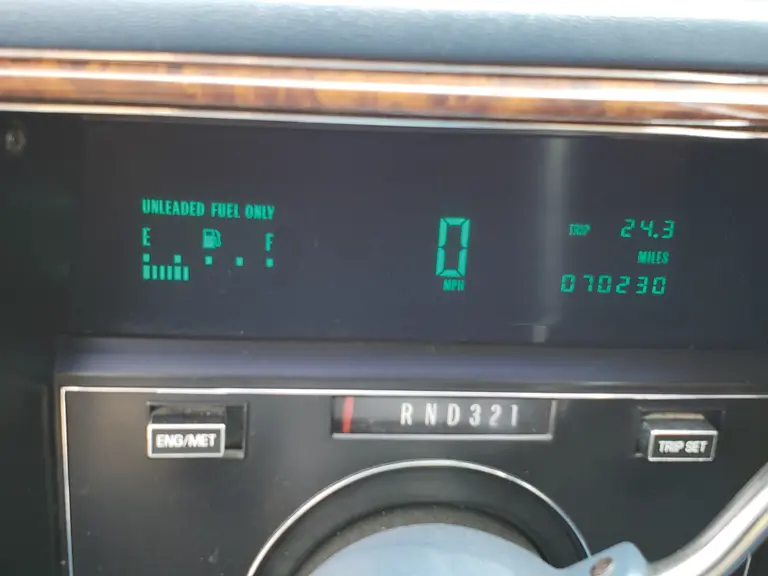 UNLEADED FUEL ONLY
E F
0
MPH
TRIP 24.3
MILES
070230
ENG/MET
RND321
TRIP SET